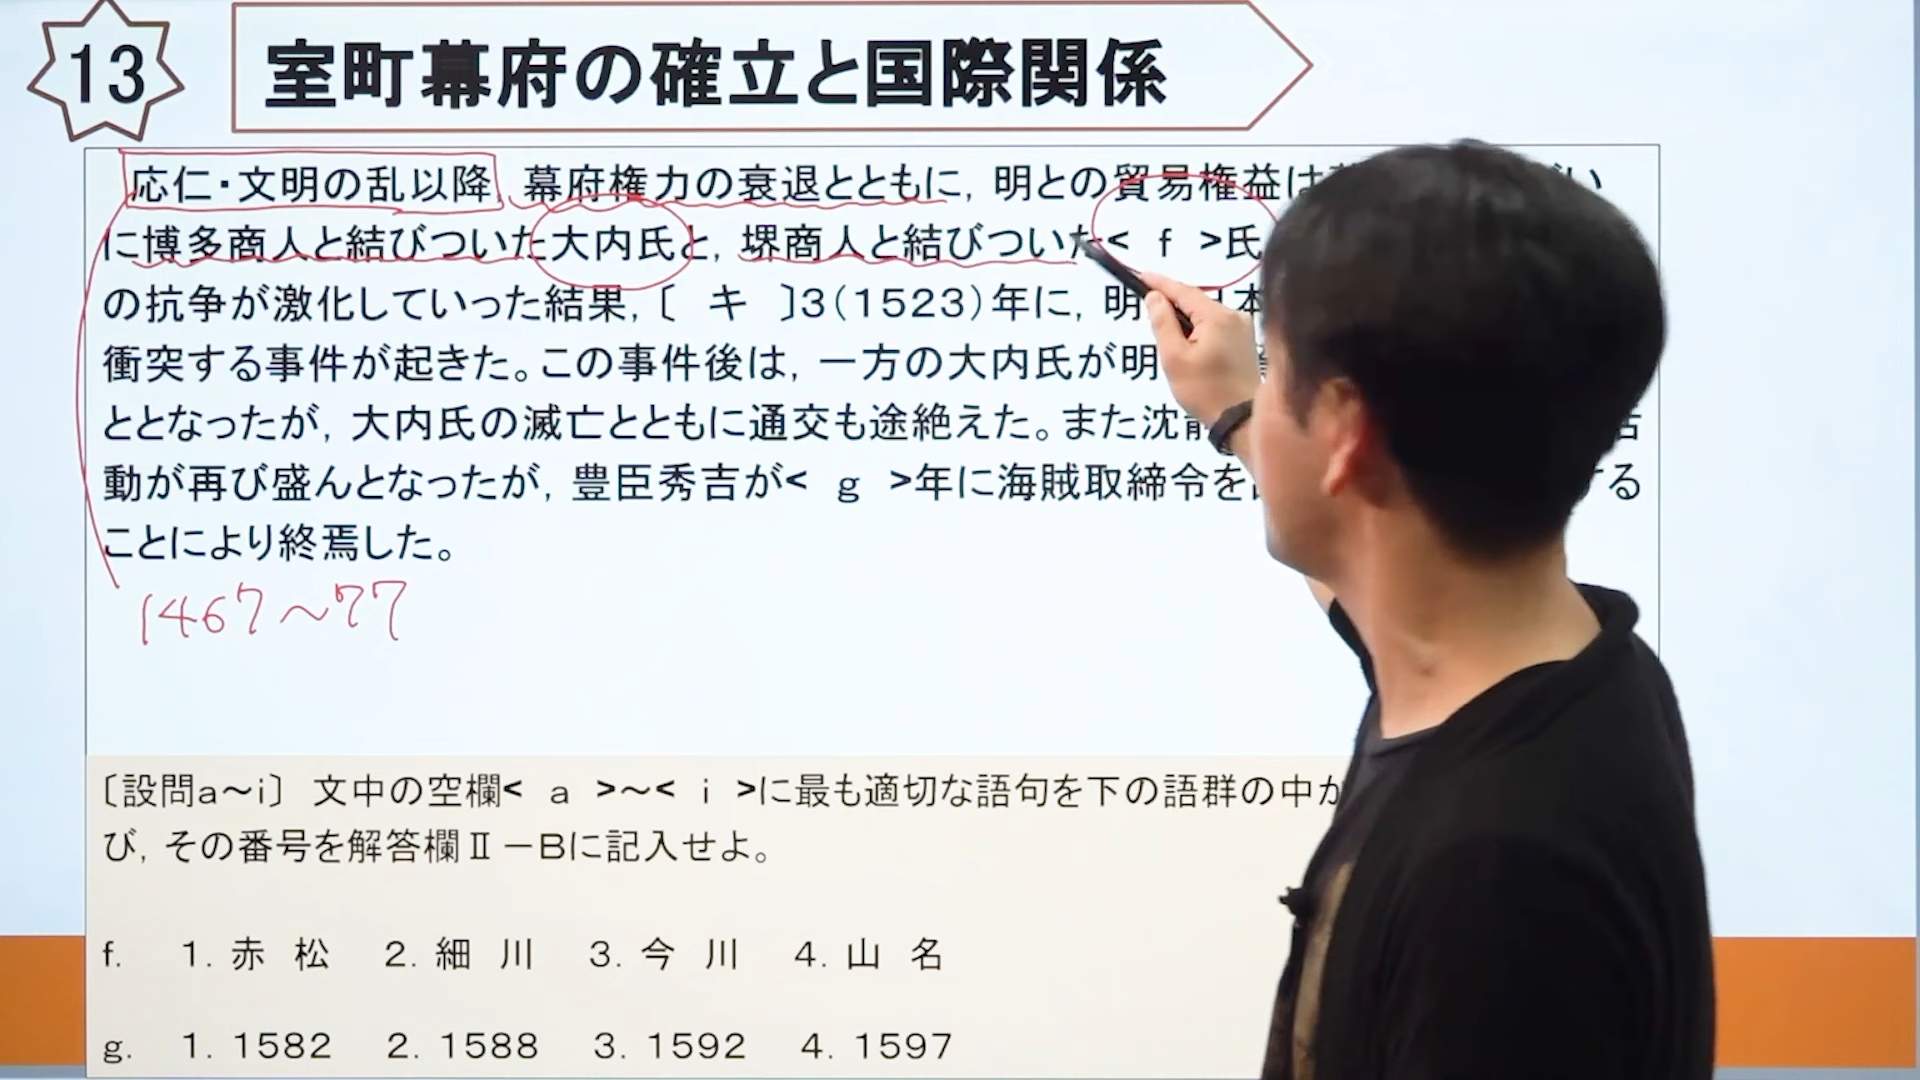 13
室町幕府の確立と国際関係
応仁・文明の乱以降，幕府権力の衰退とともに，明との貿易権益は
に博多商人と結びついた大内氏と，堺商人と結びついた< f >氏
の抗争が激化していった結果，〔 キ 〕3（1523）年に，明
衝突する事件が起きた。この事件後は，一方の大内氏が明
ととなったが，大内氏の滅亡とともに通交も途絶えた。また沈
動が再び盛んとなったが，豊臣秀吉が< g >年に海賊取締令を する
ことにより終焉した。
1467〜77
〔設問a〜i〕 文中の空欄< a >〜< i >に最も適切な語句を下の語群の中か
び，その番号を解答欄Ⅱ－Bに記入せよ。
f. 1. 赤 松 2. 細 川 3. 今 川 4. 山 名
g. 1. 1582 2. 1588 3. 1592 4. 1597